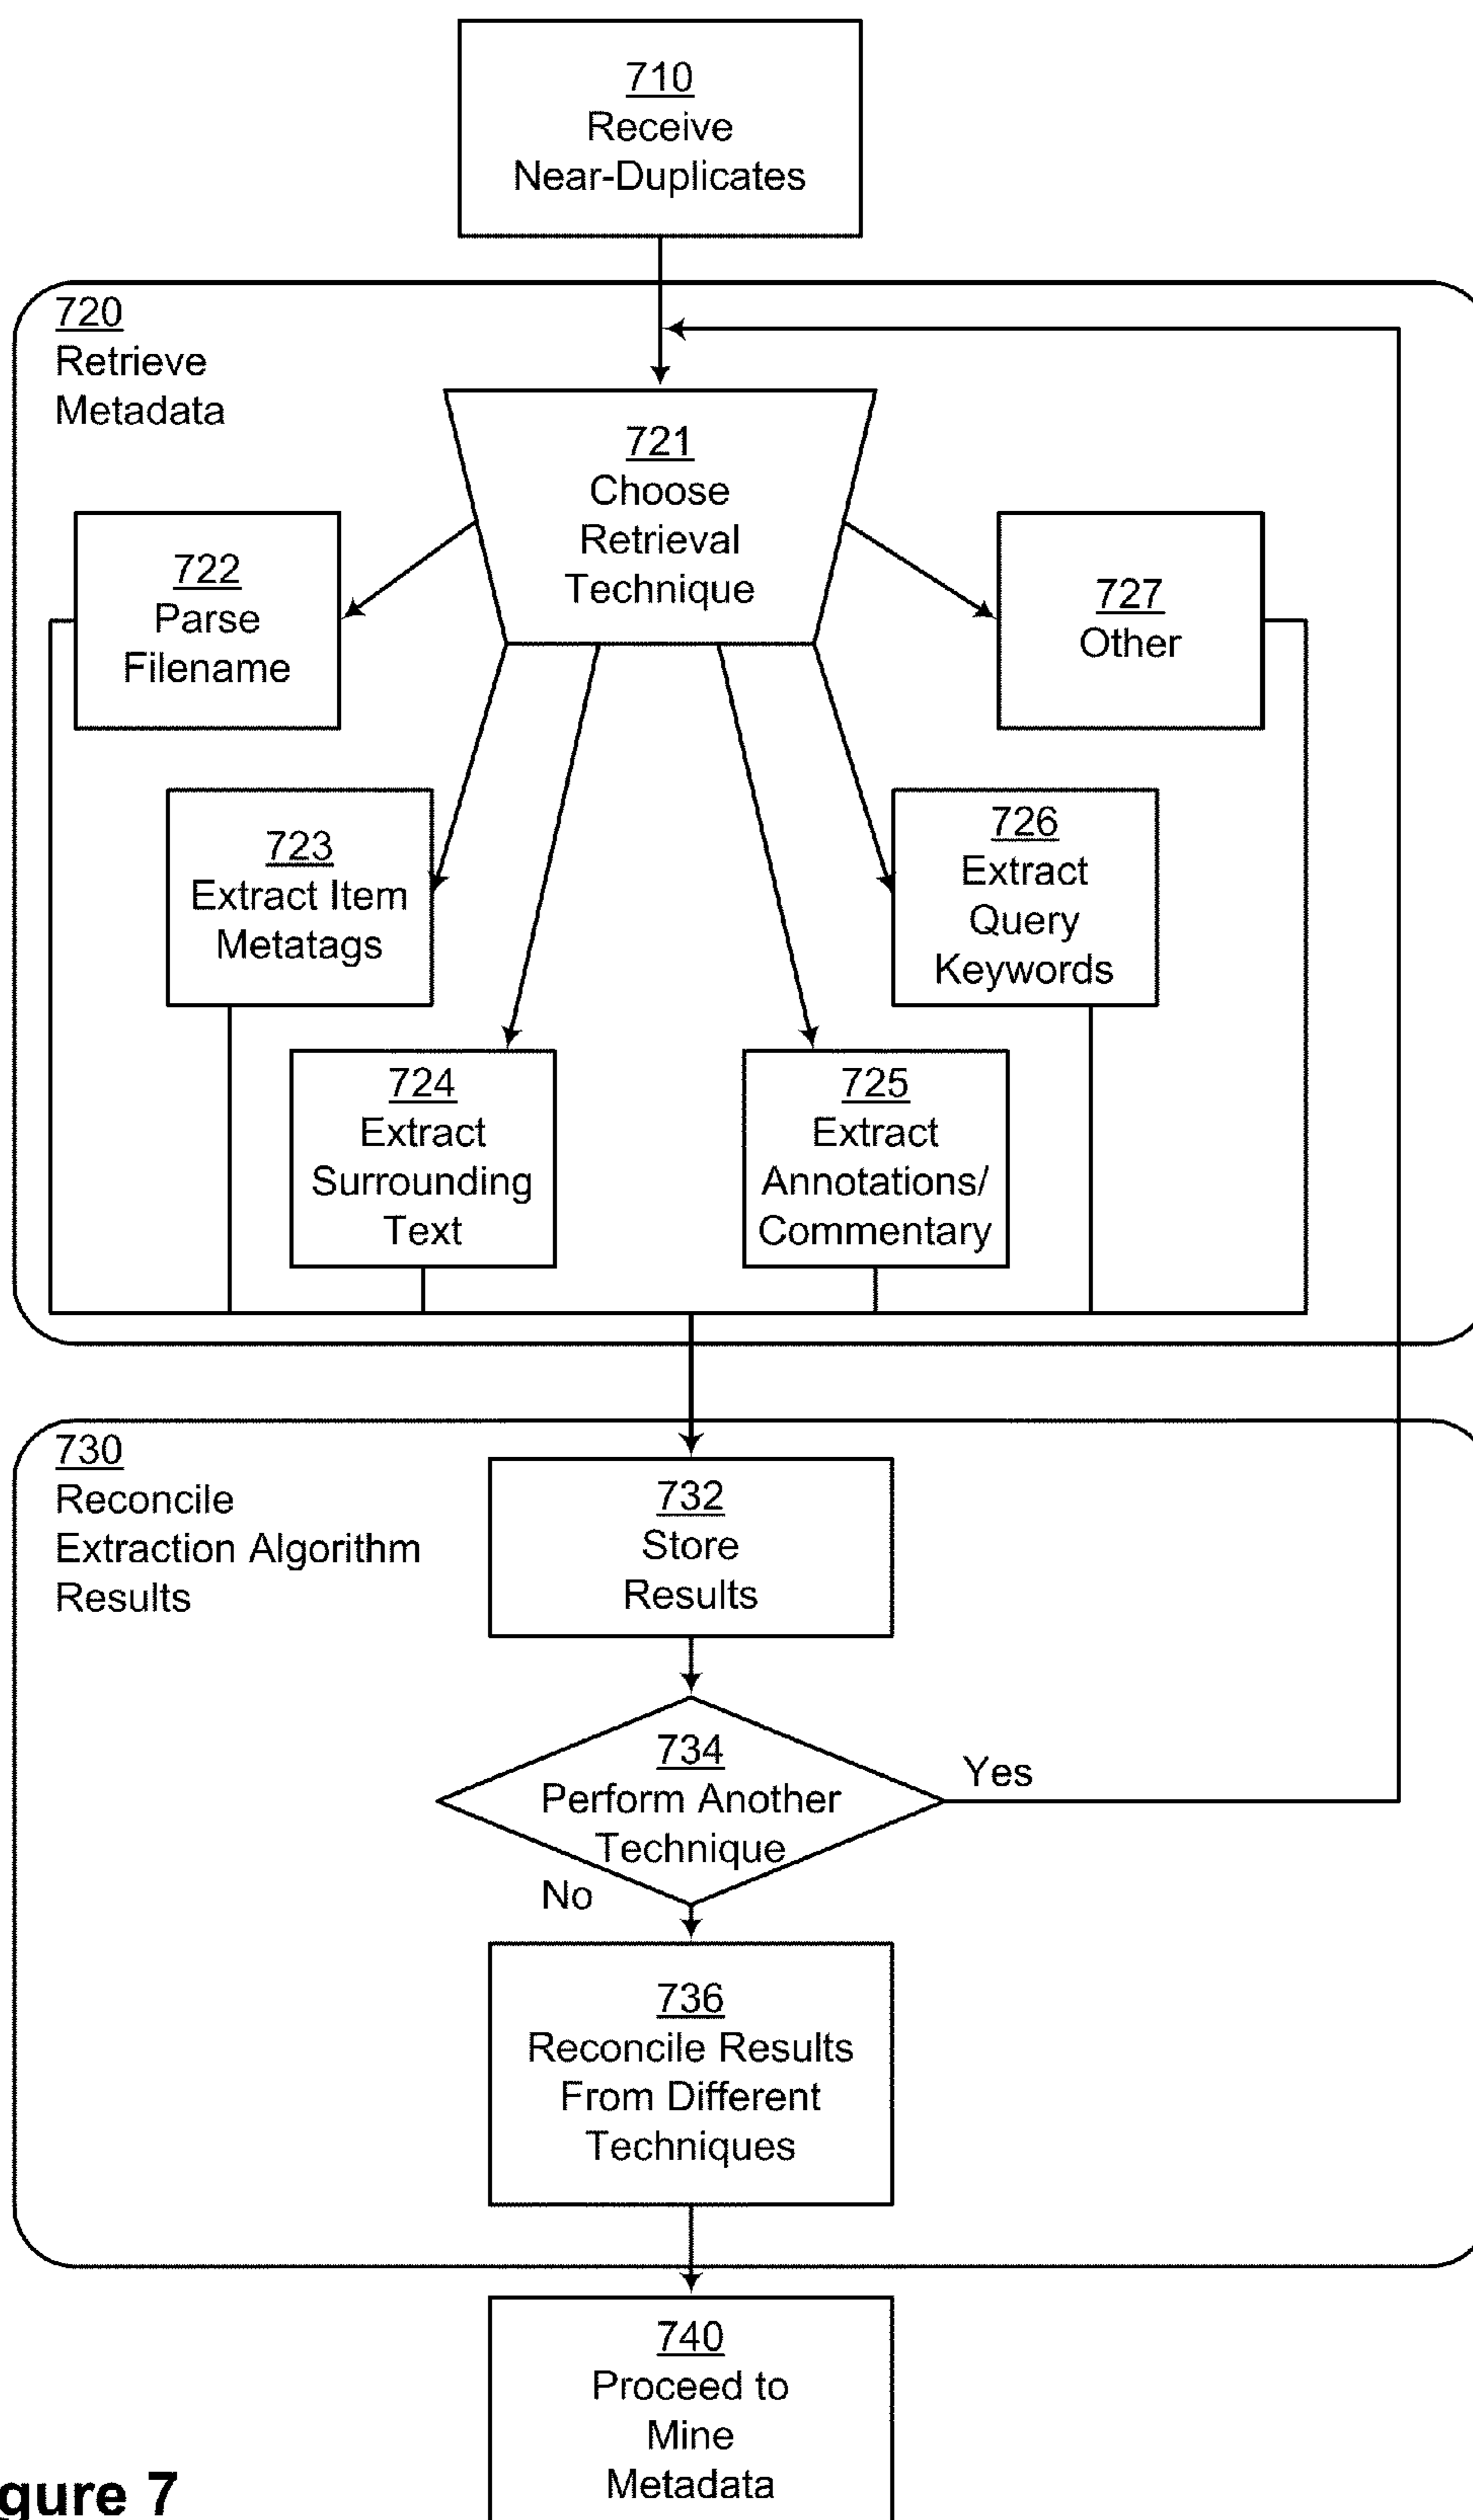 710
Receive
Near-Duplicates
720
Retrieve
Metadata
721
Choose
Retrieval
Technique
722
Parse
Filename
727
Other
723
Extract Item
Metatags
726
Extract
Query
Keywords
724
Extract
Surrounding
Text
725
Extract
Annotations/
Commentary
730
Reconcile
Extraction Algorithm
Results
732
Store
Results
734
Perform Another
Technique
Yes
No
736
Reconcile Results
From Different
Techniques
740
Proceed to
Mine
Metadata
gure 7